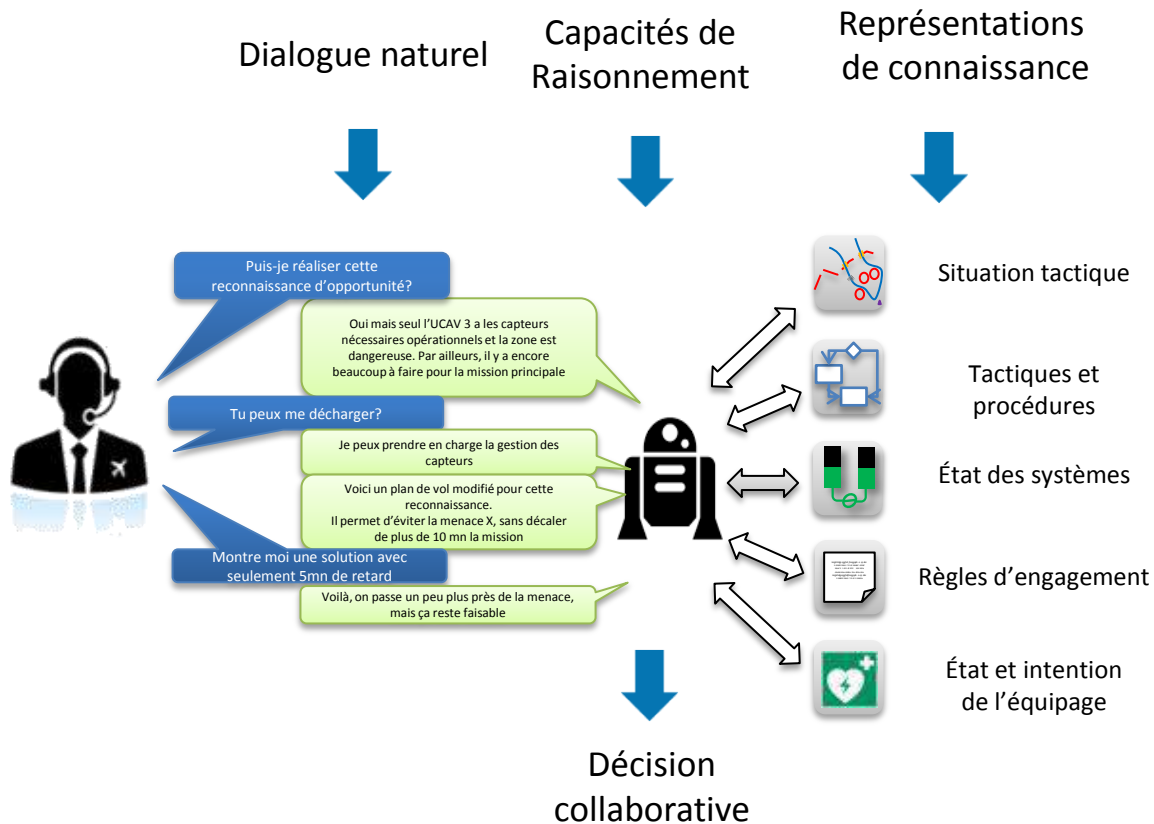 Dialogue naturel
Capacités de
Raisonnement
Représentations
de connaissance
Puis-je réaliser cette
reconnaissance d’opportunité?
Oui mais seul l’UCAV 3 a les capteurs
nécessaires opérationnels et la zone est
dangereuse. Par ailleurs, il y a encore
beaucoup à faire pour la mission principale
Tu peux me décharger?
Je peux prendre en charge la gestion des
capteurs
Voici un plan de vol modifié pour cette
reconnaissance.
Il permet d’éviter la menace X, sans décaler
de plus de 10 mn la mission
Montre moi une solution avec
seulement 5mn de retard
Voilà, on passe un peu plus près de la menace,
mais ça reste faisable
Situation tactique
Tactiques et
procédures
État des systèmes
Règles d’engagement
État et intention
de l’équipage
Décision
collaborative